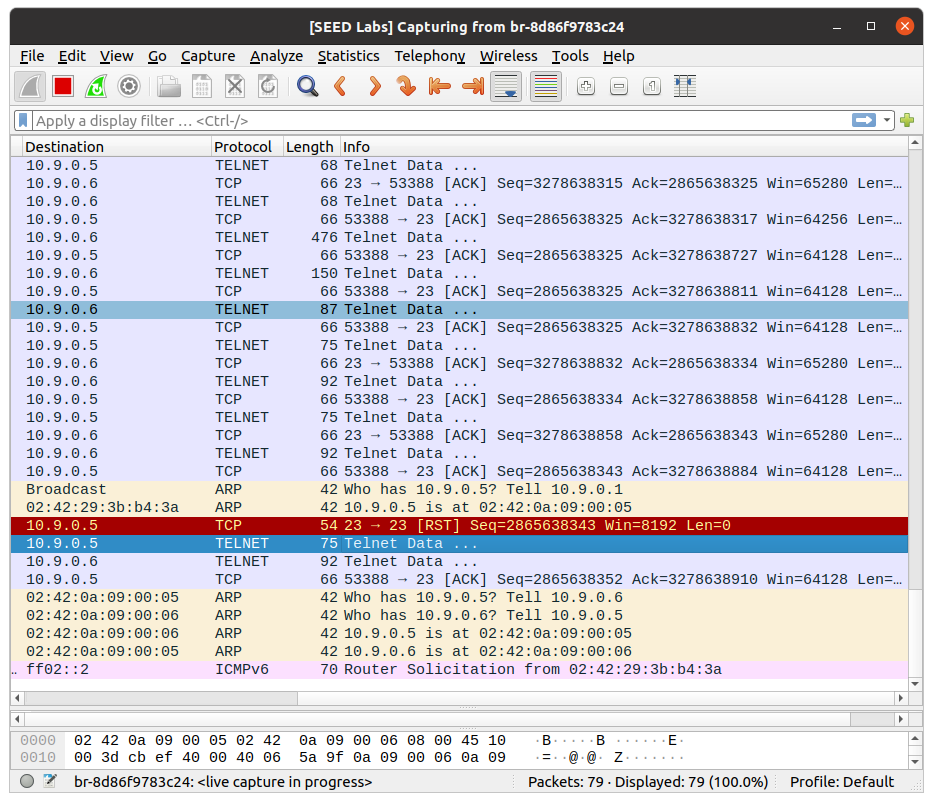 [SEED Labs] Capturing from br-8d86f9783c24
File Edit View Go Capture Analyze Statistics Telephony Wireless Tools Help
Apply a display filter … <Ctrl-/>
Destination Protocol Length Info
10.9.0.5 TELNET 68 Telnet Data ...
10.9.0.6 TCP 66 23 → 53388 [ACK] Seq=3278638315 Ack=2865638325 Win=65280 Len=…
10.9.0.6 TELNET 68 Telnet Data ...
10.9.0.5 TCP 66 53388 → 23 [ACK] Seq=2865638325 Ack=3278638317 Win=64256 Len=…
10.9.0.6 TELNET 476 Telnet Data ...
10.9.0.5 TCP 66 53388 → 23 [ACK] Seq=2865638325 Ack=3278638727 Win=64128 Len=…
10.9.0.6 TELNET 150 Telnet Data ...
10.9.0.5 TCP 66 53388 → 23 [ACK] Seq=2865638325 Ack=3278638811 Win=64128 Len=…
10.9.0.6 TELNET 87 Telnet Data ...
10.9.0.5 TCP 66 53388 → 23 [ACK] Seq=2865638325 Ack=3278638832 Win=64128 Len=…
10.9.0.5 TELNET 75 Telnet Data ...
10.9.0.6 TCP 66 23 → 53388 [ACK] Seq=3278638832 Ack=2865638334 Win=65280 Len=…
10.9.0.6 TELNET 92 Telnet Data ...
10.9.0.5 TCP 66 53388 → 23 [ACK] Seq=2865638334 Ack=3278638858 Win=64128 Len=…
10.9.0.5 TELNET 75 Telnet Data ...
10.9.0.6 TCP 66 23 → 53388 [ACK] Seq=3278638858 Ack=2865638343 Win=65280 Len=…
10.9.0.6 TELNET 92 Telnet Data ...
10.9.0.5 TCP 66 53388 → 23 [ACK] Seq=2865638343 Ack=3278638884 Win=64128 Len=…
Broadcast ARP 42 Who has 10.9.0.5? Tell 10.9.0.1
02:42:29:3b:b4:3a ARP 42 10.9.0.5 is at 02:42:0a:09:00:05
10.9.0.5 TCP 54 23 → 23 [RST] Seq=2865638343 Win=8192 Len=0
10.9.0.5 TELNET 75 Telnet Data ...
10.9.0.6 TELNET 92 Telnet Data ...
10.9.0.5 TCP 66 53388 → 23 [ACK] Seq=2865638352 Ack=3278638910 Win=64128 Len=…
02:42:0a:09:00:05 ARP 42 Who has 10.9.0.5? Tell 10.9.0.6
02:42:0a:09:00:06 ARP 42 Who has 10.9.0.6? Tell 10.9.0.5
02:42:0a:09:00:06 ARP 42 10.9.0.5 is at 02:42:0a:09:00:05
02:42:0a:09:00:05 ARP 42 10.9.0.6 is at 02:42:0a:09:00:06
… ff02::2 ICMPv6 70 Router Solicitation from 02:42:29:3b:b4:3a
0000 02 42 0a 09 00 05 02 42 0a 09 00 06 08 00 45 10 ·B·····B ······E·
0010 00 3d cb ef 40 00 40 06 5a 9f 0a 09 00 06 0a 09 ·=··@·@· Z·······
br-8d86f9783c24: <live capture in progress> Packets: 79 · Displayed: 79 (100.0%) Profile: Default